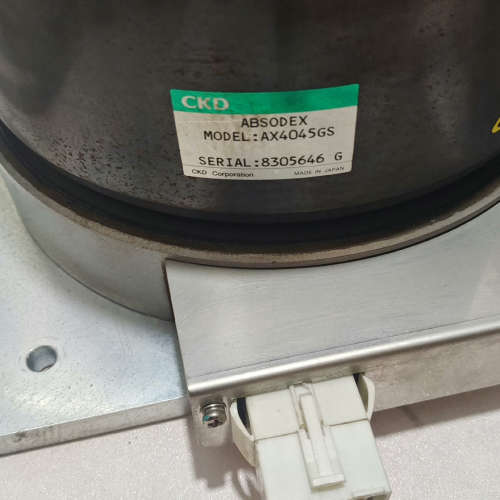 CKD
ABSODEX
MODEL:AX4045GS
SERIAL:8305646 G
CKD Corporation MADE IN JAPAN